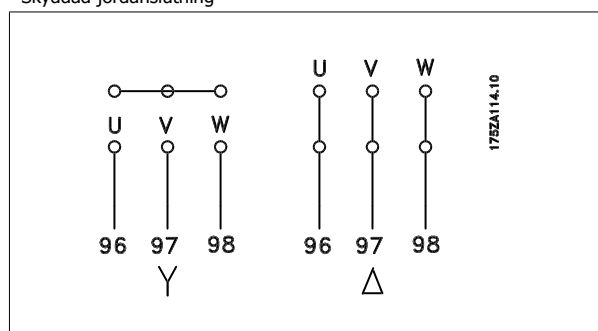 Skyddad jordanslutning
U V W
U V W
96 97 98
96 97 98
Y
Δ
175ZA114.10